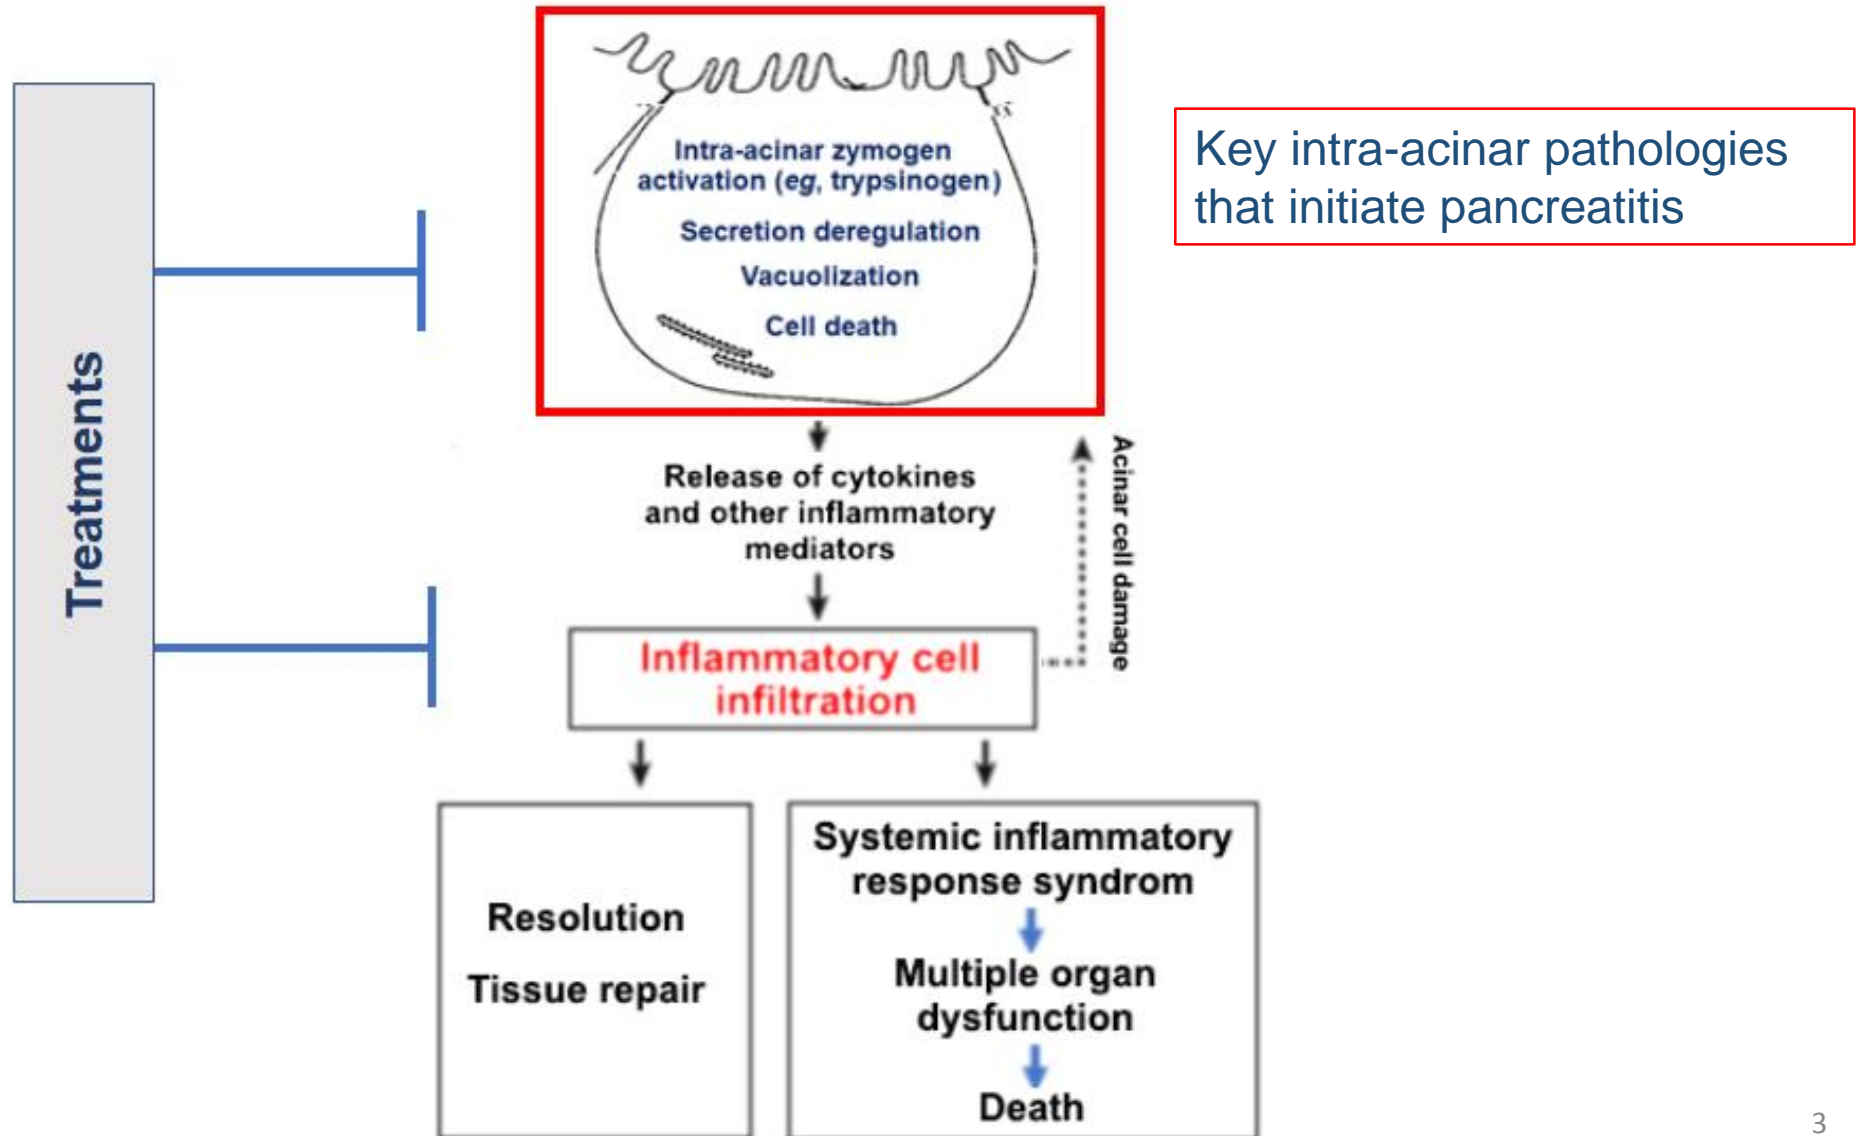 Treatments
Intra-acinar zymogen
activation (eg, trypsinogen)
Secretion deregulation
Vacuolization
Cell death
Key intra-acinar pathologies
that initiate pancreatitis
Release of cytokines
and other inflammatory
mediators
Acinar cell damage
Inflammatory cell
infiltration
Resolution
Tissue repair
Systemic inflammatory
response syndrom
Multiple organ
dysfunction
Death
3